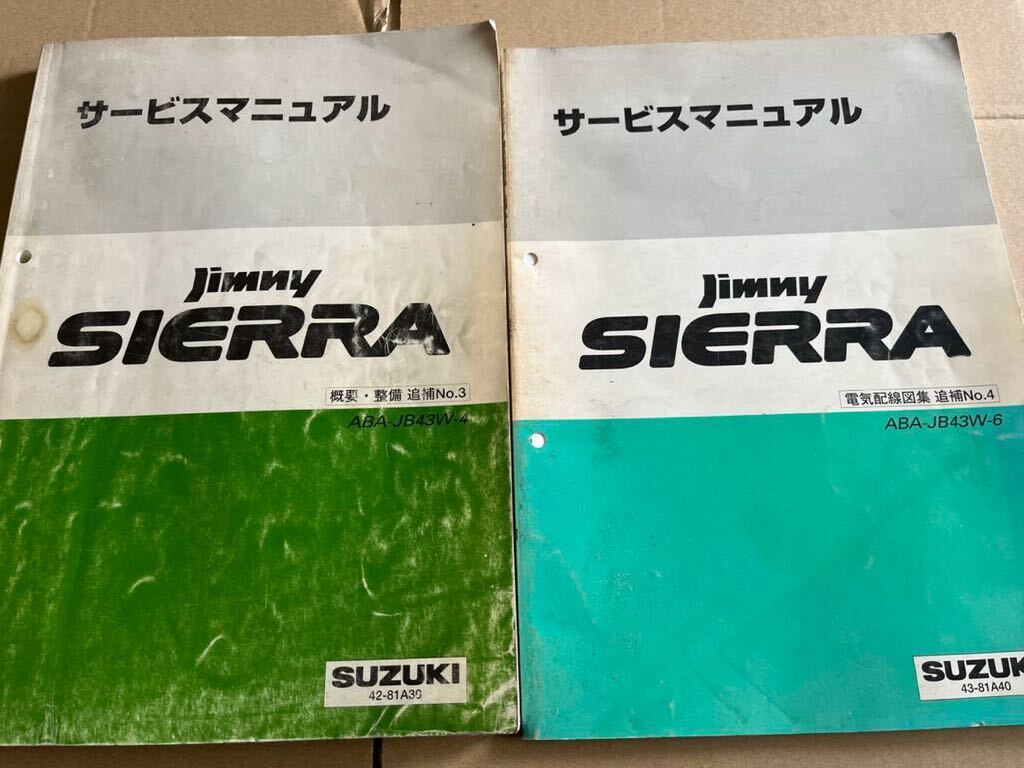 サービスマニュアル
Jimny
SIERRA
概要・整備 追補No.3
ABA-JB43W-4
SUZUKI
42-81A30
サービスマニュアル
Jimny
SIERRA
電気配線図集 追補No.4
ABA-JB43W-6
SUZUK
43-81A40